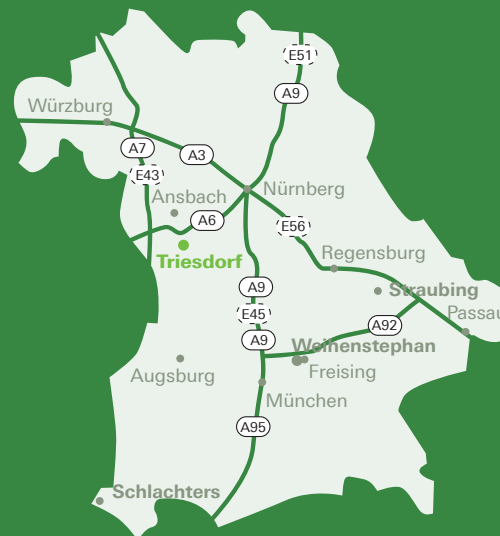 E51
A9
Würzburg
A7
A3
E43
Ansbach
Nürnberg
A6
E56
Triesdorf
Regensburg
A9
Straubing
E45
Passau
A92
A9
Weihenstephan
Freising
Augsburg
München
A95
Schlachters